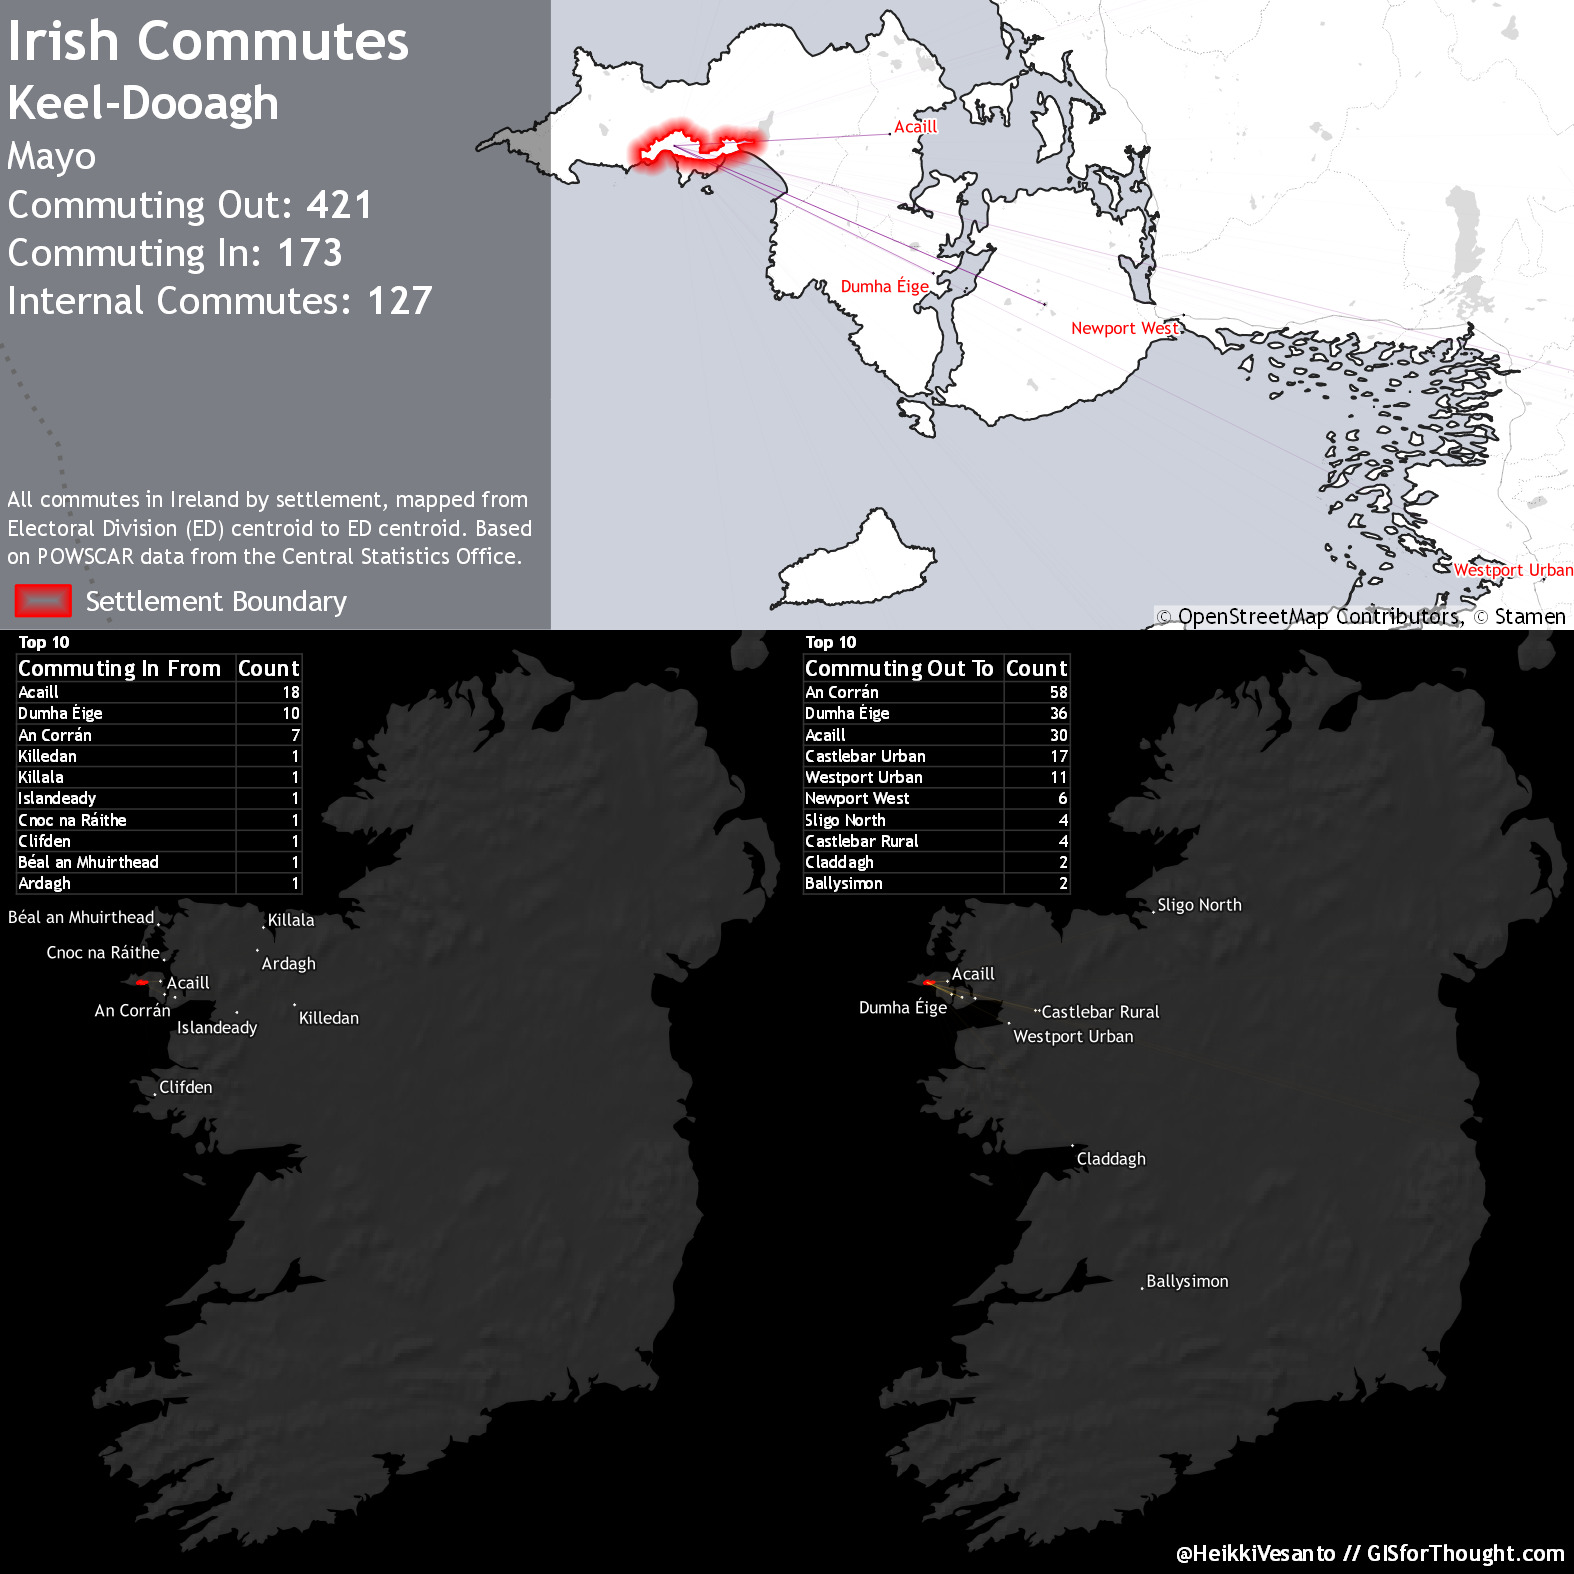 Irish Commutes
Keel-Dooagh
Mayo
Commuting Out: 421
Commuting In: 173
Internal Commutes: 127
All commutes in Ireland by settlement, mapped from
Electoral Division (ED) centroid to ED centroid. Based
on POWSCAR data from the Central Statistics Office.
Settlement Boundary
Acaill
Dumha Éige
Newport West
Westport Urban
© OpenStreetMap Contributors, © Stamen
Top 10
Commuting In From Count
Acaill 18
Dumha Éige 10
An Corrán 7
Killedan 1
Killala 1
Islandeady 1
Cnoc na Ráithe 1
Clifden 1
Béal an Mhuirthead 1
Ardagh 1
Béal an Mhuirthead
Killala
Cnoc na Ráithe
Ardagh
Acaill
An Corrán
Islandeady
Killedan
Clifden
Top 10
Commuting Out To Count
An Corrán 58
Dumha Éige 36
Acaill 30
Castlebar Urban 17
Westport Urban 11
Newport West 6
Sligo North 4
Castlebar Rural 4
Claddagh 2
Ballysimon 2
Sligo North
Acaill
Dumha Éige
Castlebar Rural
Westport Urban
Claddagh
Ballysimon
@HeikkiVesanto // GISforThought.com